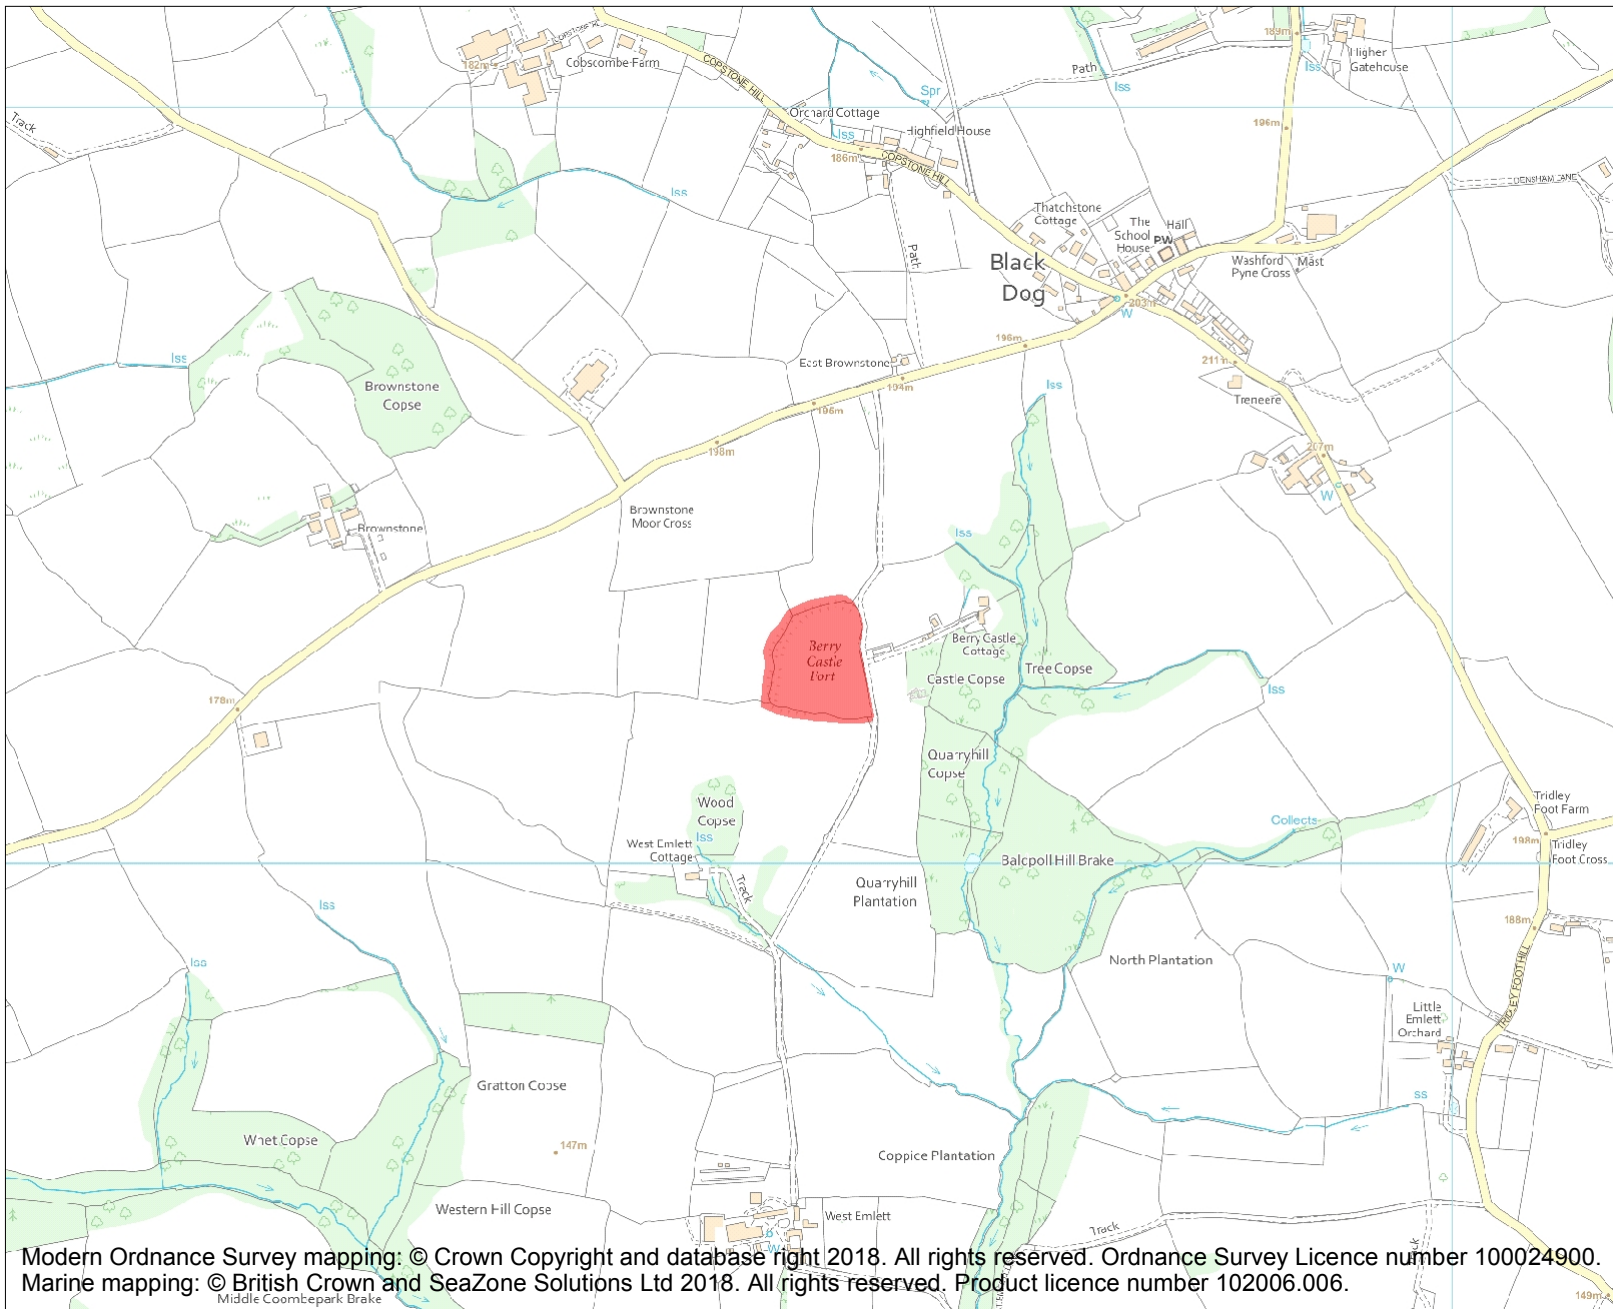 COPSTONE HILL
182m
Cobscombe Farm
COPSTONE HILL
Track
Path
Spr
Iss
189m
Iss
Higher
Gatehouse
Orchard Cottage
Iss
Highfield House
186m
COPSTONE HILL
196m
Iss
DENSHAM LANE
Thatchstone
Cottage
The
School
House
PW
Hall
Path
Black
Dog
Washford
Pyne Cross
Mast
203m
W
196m
Iss
East Brownstone
194m
196m
211m
Treneere
Iss
Brownstone
Copse
198m
207m
W
Brownstone
Moor Cross
Brownstone
Iss
Berry
Castle
Fort
Berry Castle
Cottage
Tree Copse
Castle Copse
Iss
178m
Quarryhill
Copse
Wood
Copse
Iss
West Emlett
Cottage
Track
Collects
Tridley
Foot Farm
198m
Tridley
Foot Cross
Balcpoll Hill Brake
Quarryhill
Plantation
Iss
188m
Iss
North Plantation
W
TRIDLEY FOOT HILL
Little
Emlett
Orchard
Gratton Copse
Iss
Whet Copse
147m
Coppice Plantation
Western Hill Copse
West Emlett
W
Track
Track
Modern Ordnance Survey mapping: © Crown Copyright and database right 2018. All rights reserved. Ordnance Survey Licence number 100024900.
Marine mapping: © British Crown and SeaZone Solutions Ltd 2018. All rights reserved. Product licence number 102006.006.
Middle Coombepark Brake
149m